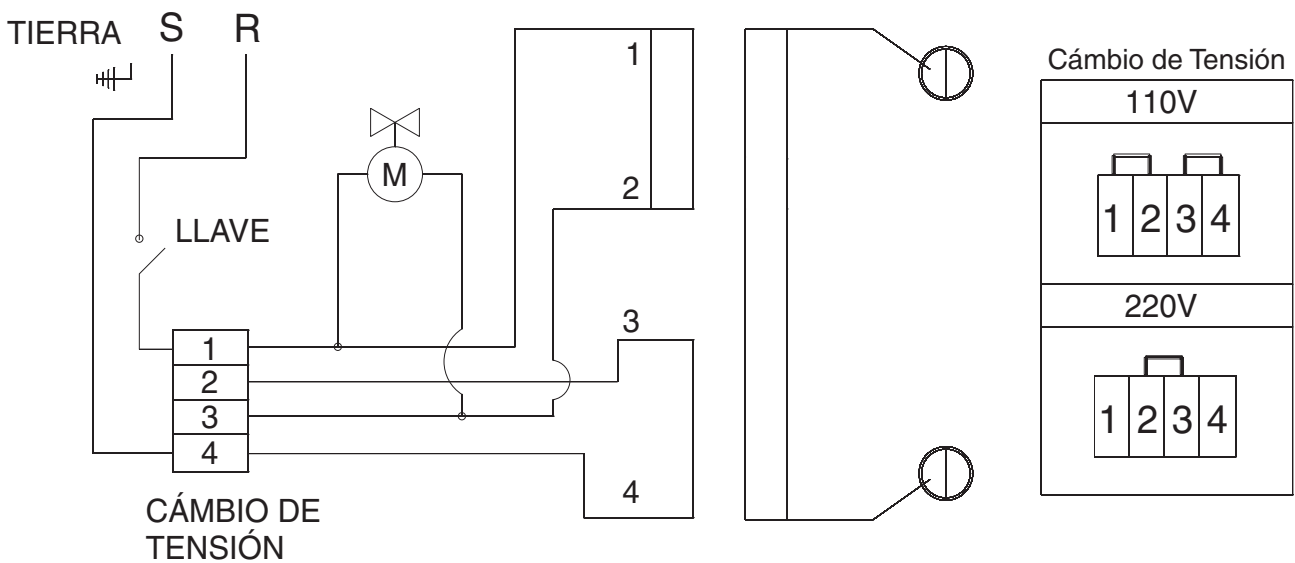 TIERRA S R
LLAVE
M
1
2
3
4
1
2
3
4
CÁMBIO DE
TENSIÓN
Cámbio de Tensión
110V
1 2 3 4
220V
1 2 3 4